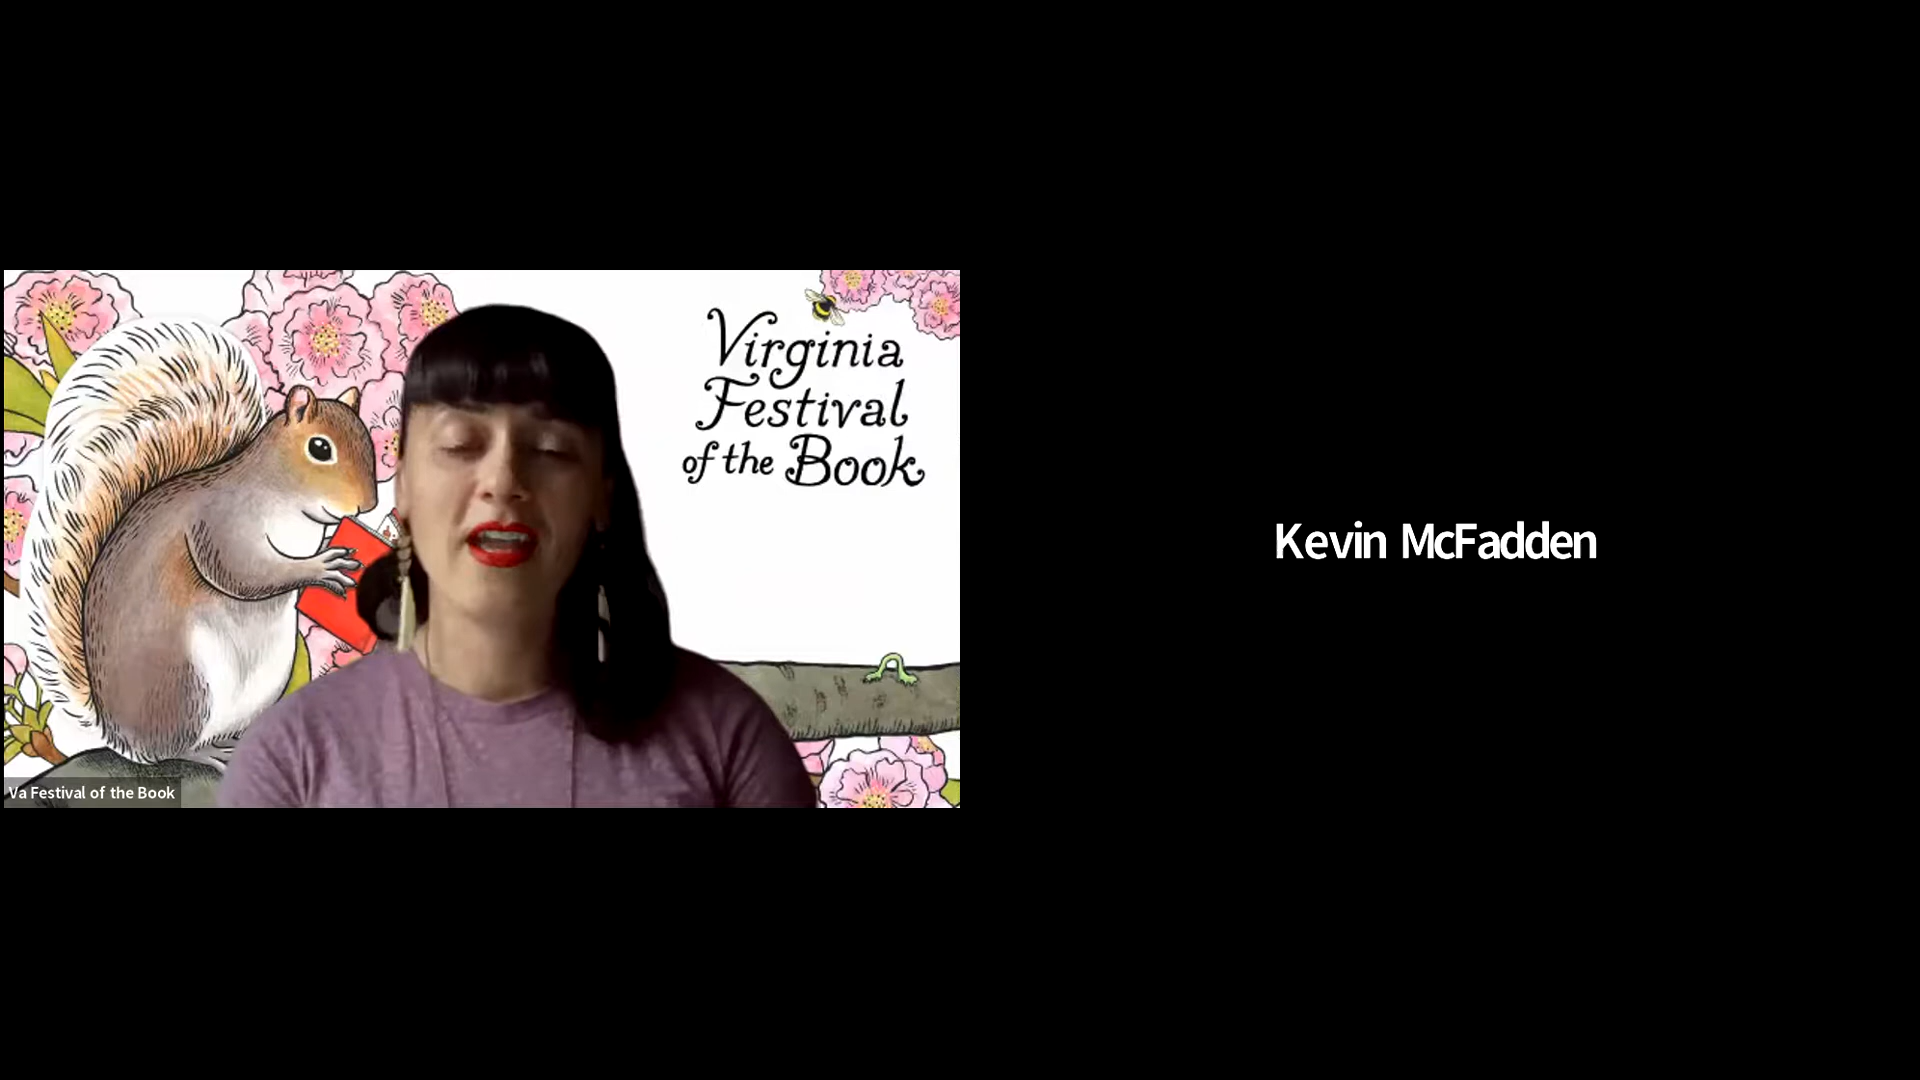 Virginia
Festival
of the Book
Va Festival of the Book
Kevin McFadden